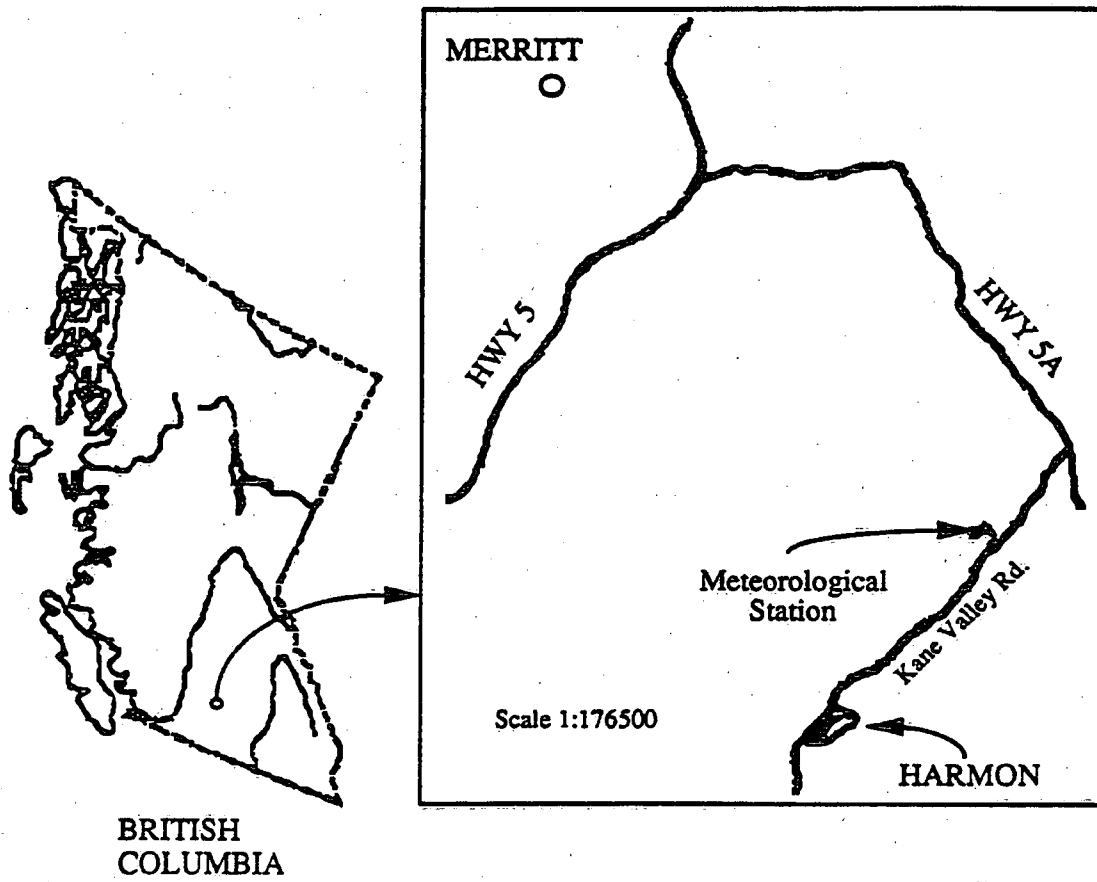 MERRITT
HWY 5
HWY 5A
Meteorological
Station
Kane Valley Rd.
Scale 1:176500
HARMON
BRITISH
COLUMBIA